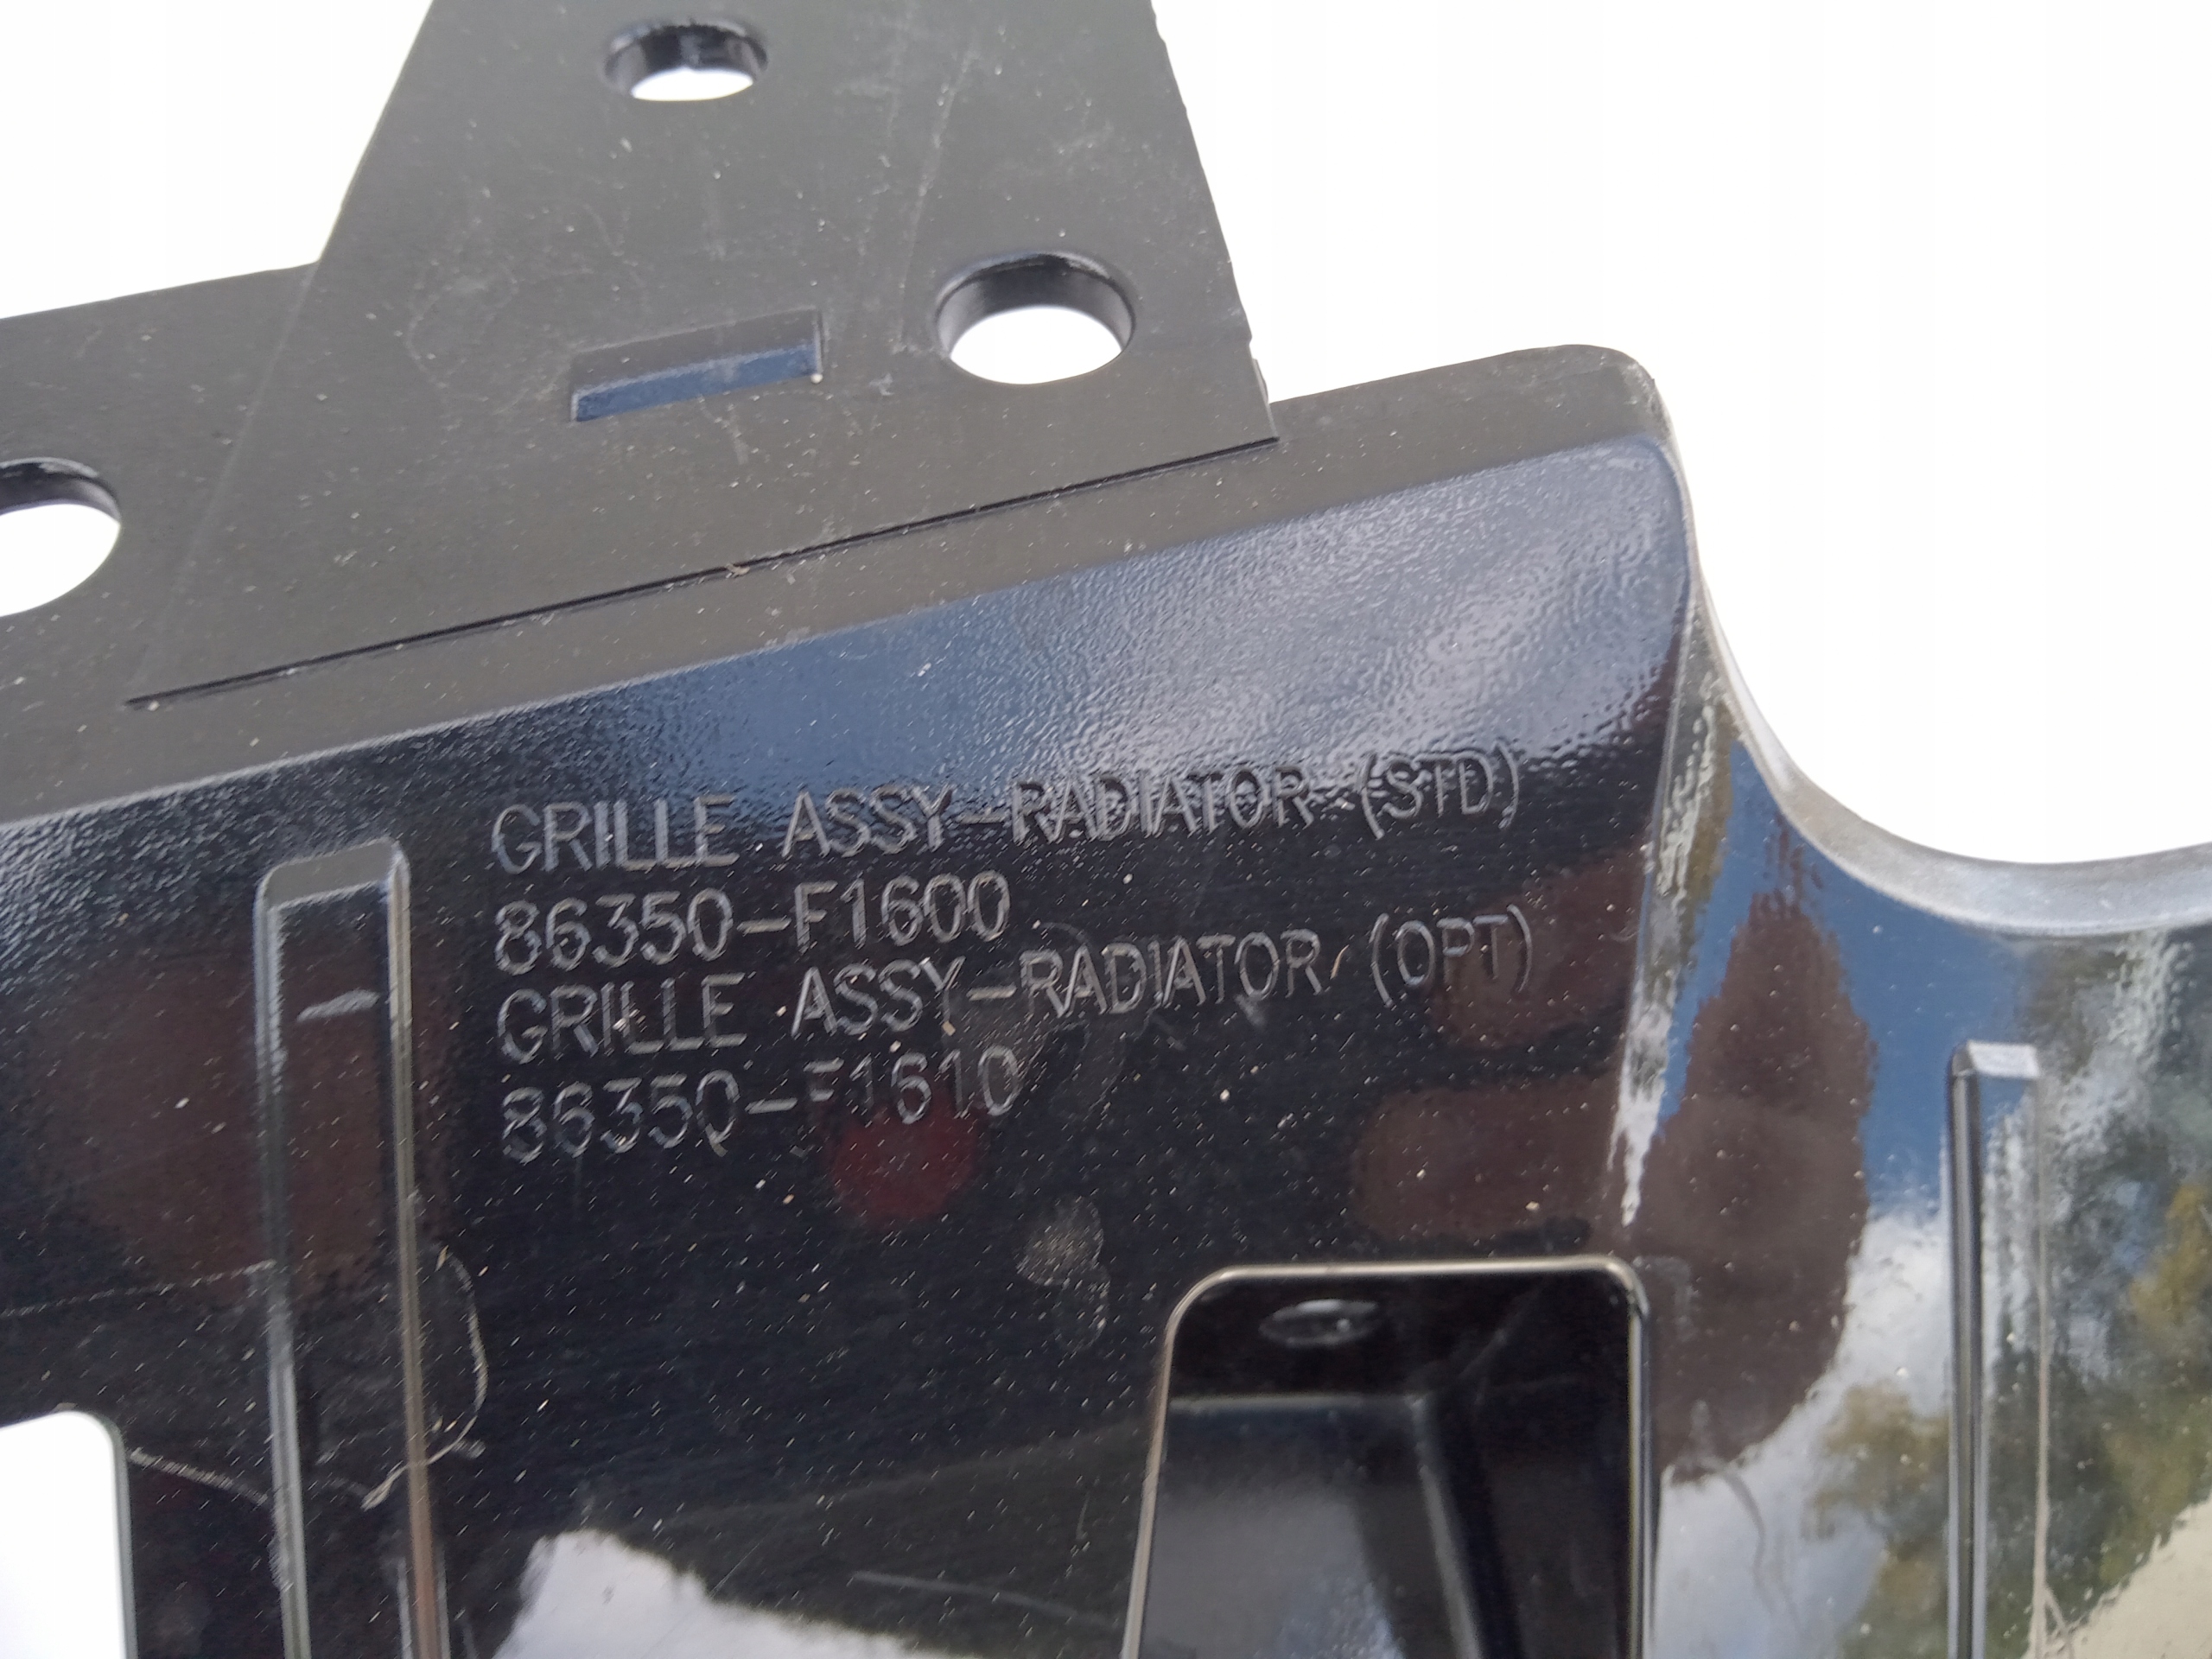 GRILLE ASSY-RADIATOR (STD)
86350-F1600
GRILLE ASSY-RADIATOR (OPT)
86350-F1610